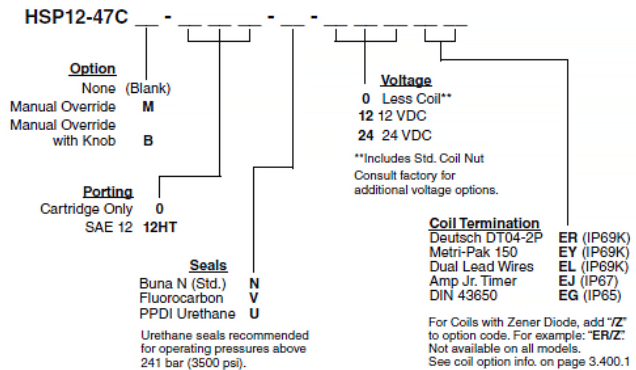 HSP12-47C __ - __ __ __ - __ - __ __ __ __ __
Option
None (Blank)
Manual Override M
Manual Override
with Knob B
Porting
Cartridge Only 0
SAE 12 12HT
Seals
Buna N (Std.) N
Fluorocarbon V
PPDI Urethane U
Urethane seals recommended
for operating pressures above
241 bar (3500 psi).
Voltage
0 Less Coil**
12 12 VDC
24 24 VDC
**Includes Std. Coil Nut
Consult factory for
additional voltage options.
Coil Termination
Deutsch DT04-2P ER (IP69K)
Metri-Pak 150 EY (IP69K)
Dual Lead Wires EL (IP69K)
Amp Jr. Timer EJ (IP67)
DIN 43650 EG (IP65)
For Coils with Zener Diode, add "/Z"
to option code. For example: "ER/Z".
Not available on all models.
See coil option info. on page 3.400.1